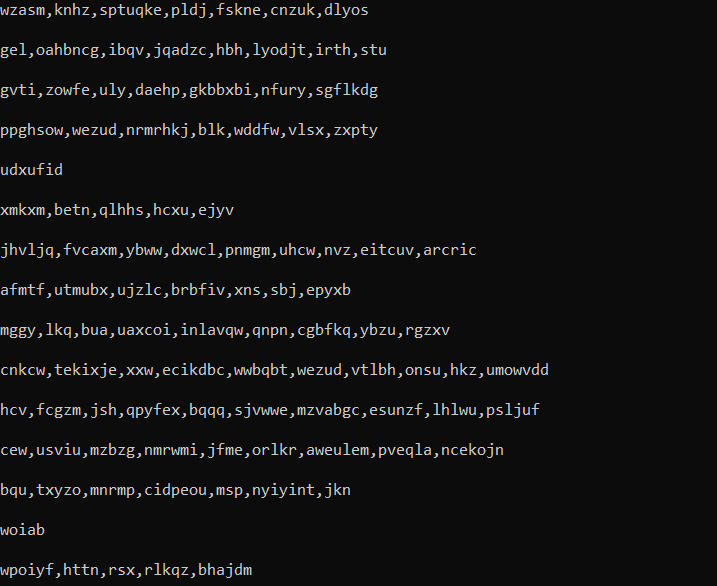 wzasm,knhz,sptuqke,pldj,fskne,cnzuk,dlyos
gel,oahbncg,ibqv,jqadzc,hbh,lyodjt,irth,stu
gvti,zowfe,uly,daehp,gkbbxbi,nfury,sgflkdg
ppghsow,wezud,nrmrhkj,blk,wddfw,vlsx,zxpty
udxufid
xmkxm,betn,qlhhs,hcxu,ejyv
jhvljq,fvcaxm,ybww,dxwcl,pnmgm,uhcw,nvz,eitcuv,arcric
afmtf,utmubx,ujzlc,brbfiv,xns,sbj,epyxb
mggy,lkq,bua,uaxcoi,inlavqw,qnpn,cgbfkq,ybzu,rgzxv
cnkcw,tekixje,xxw,ecikdbc,wwbqbt,wezud,vtlbh,onsu,hkz,umowvdd
hcv,fcgzm,jsh,qpyfex,bqqq,sjvwwe,mzvabgc,esunzf,lhlwu,psljuf
cew,usviu,mzbzg,nmrwmi,jfme,orlkr,aweulem,pveqla,ncekojn
bqu,txyzo,mnrmp,cidpeou,msp,nyiyint,jkn
woiab
wpoiyf,httn,rsx,rlkqz,bhajdm